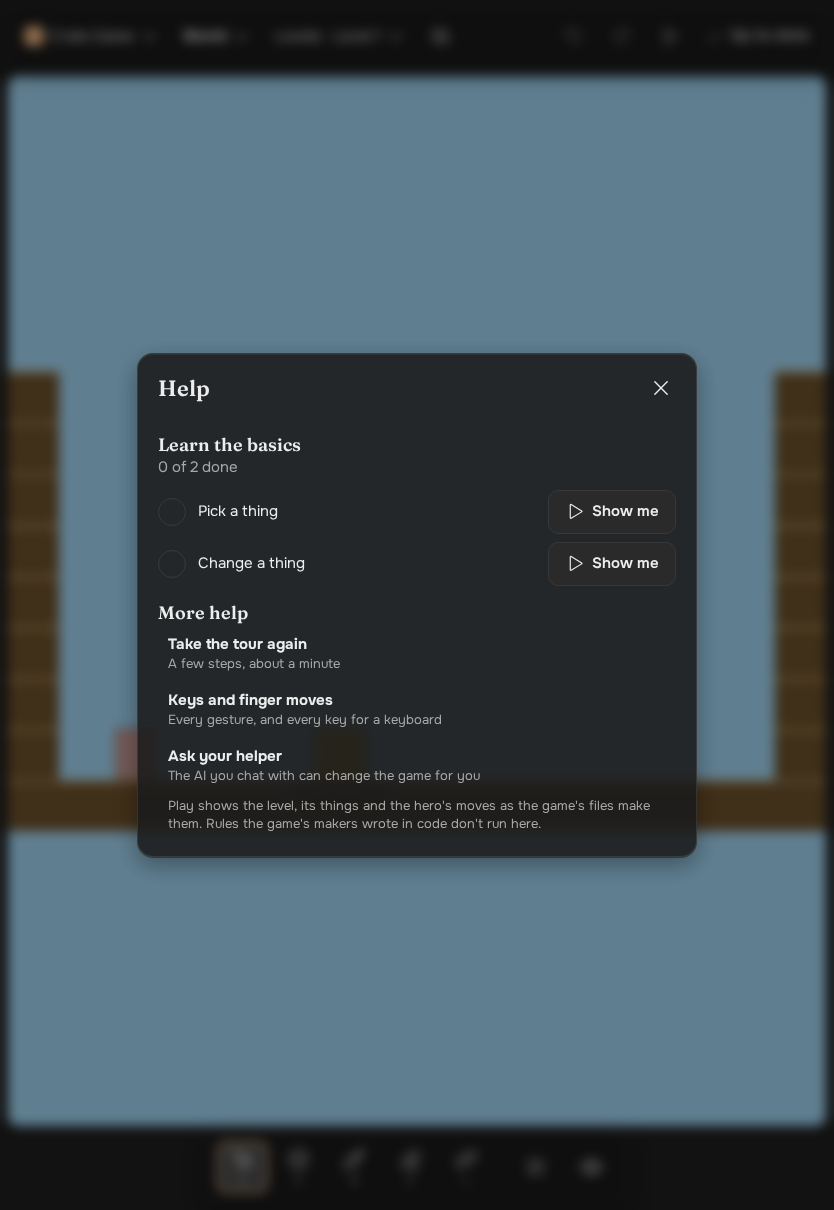 Help
Learn the basics
0 of 2 done
Pick a thing
Show me
Change a thing
Show me
More help
Take the tour again
A few steps, about a minute
Keys and finger moves
Every gesture, and every key for a keyboard
Ask your helper
The AI you chat with can change the game for you
Play shows the level, its things and the hero's moves as the game's files make
them. Rules the game's makers wrote in code don't run here.